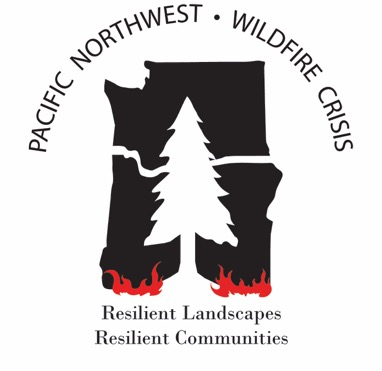 PACIFIC NORTHWEST • WILDFIRE CRISIS
Resilient Landscapes
Resilient Communities